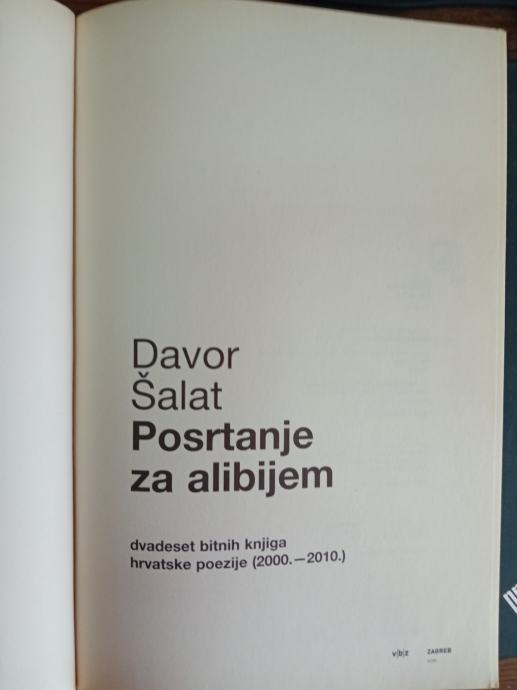 Davor
Šalat
Posrtanje
za alibijem
dvadeset bitnih knjiga
hrvatske poezije (2000.—2010.)
v|b|z ZAGREB